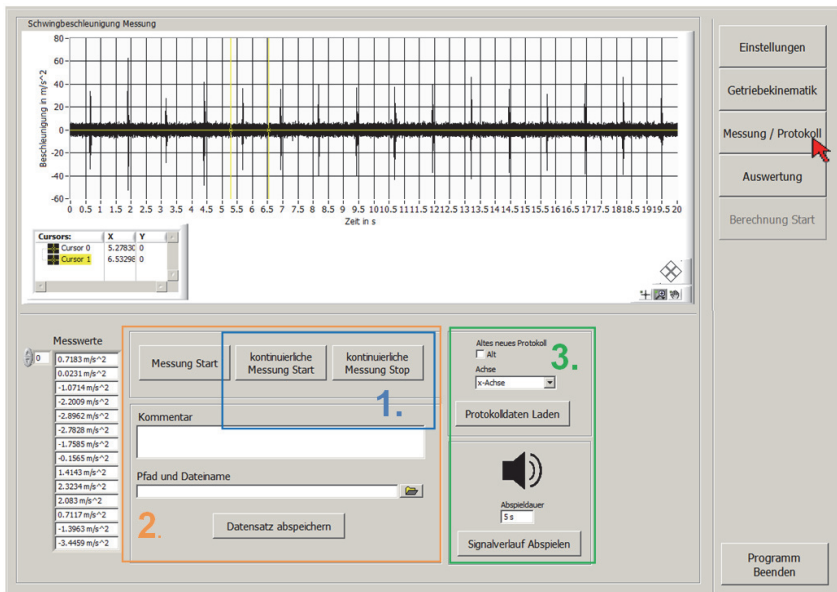 Schwingbeschleunigung Messung
80
60
40
20
0
-20
-40
-60
Beschleunigung in m/s^2
0 0.5 1 1.5 2 2.5 3 3.5 4 4.5 5 5.5 6 6.5 7 7.5 8 8.5 9 9.5 10 10.5 11 11.5 12 12.5 13 13.5 14 14.5 15 15.5 16 16.5 17 17.5 18 18.5 19 19.5 20
Zeit in s
Cursors: X Y
Cursor 0 5.2783( 0
Cursor 1 6.5329( 0
Einstellungen
Getriebekinematik
Messung / Protokoll
Auswertung
Berechnung Start
Messwerte
0
0.7183 m/s^2
0.0231 m/s^2
-1.0714 m/s^2
-2.2009 m/s^2
-2.8962 m/s^2
-2.7828 m/s^2
-1.7585 m/s^2
-0.1565 m/s^2
1.4143 m/s^2
2.3234 m/s^2
2.083 m/s^2
0.7117 m/s^2
-1.3963 m/s^2
-3.4459 m/s^2
Messung Start
kontinuierliche
Messung Start
kontinuierliche
Messung Stop
1.
Kommentar
Pfad und Dateiname
2.
Datensatz abspeichern
Altes neues Protokoll
Alt
3.
Achse
x-Achse
Protokolldaten Laden
Abspieldauer
5 s
Signalverlauf Abspielen
Programm
Beenden